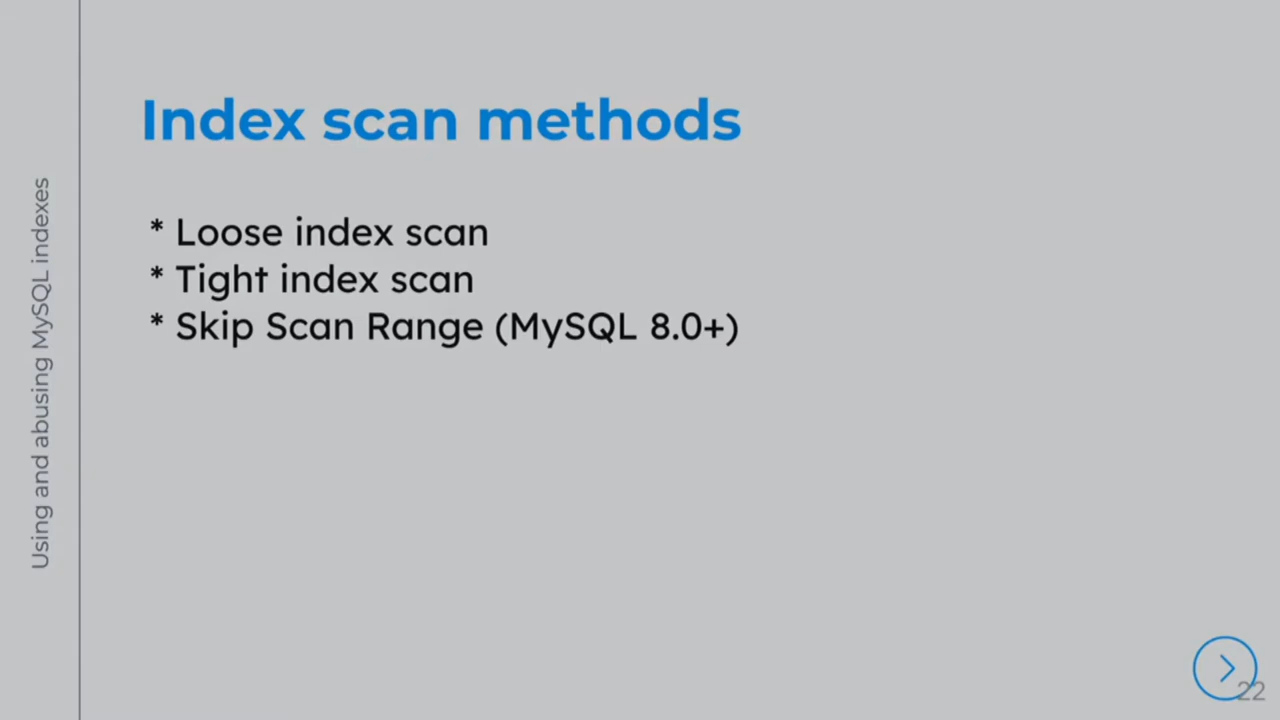 Using and abusing MySQL indexes
Index scan methods
* Loose index scan
* Tight index scan
* Skip Scan Range (MySQL 8.0+)
22